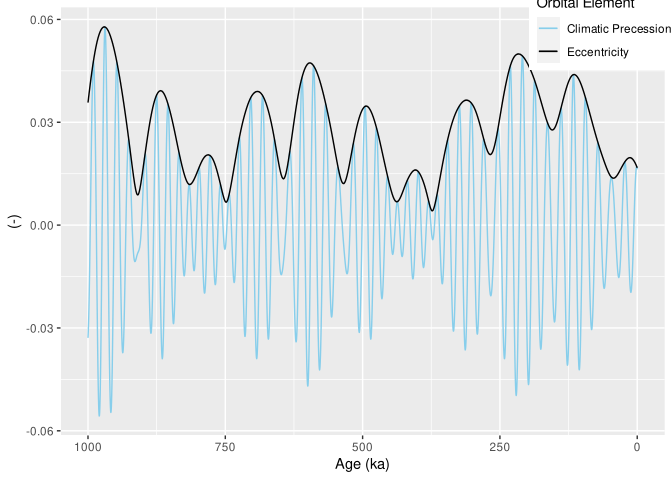 Orbital Element
Climatic Precession
Eccentricity
0.06
0.03
0.00
-0.03
-0.06
(-)
1000
750
500
250
0
Age (ka)